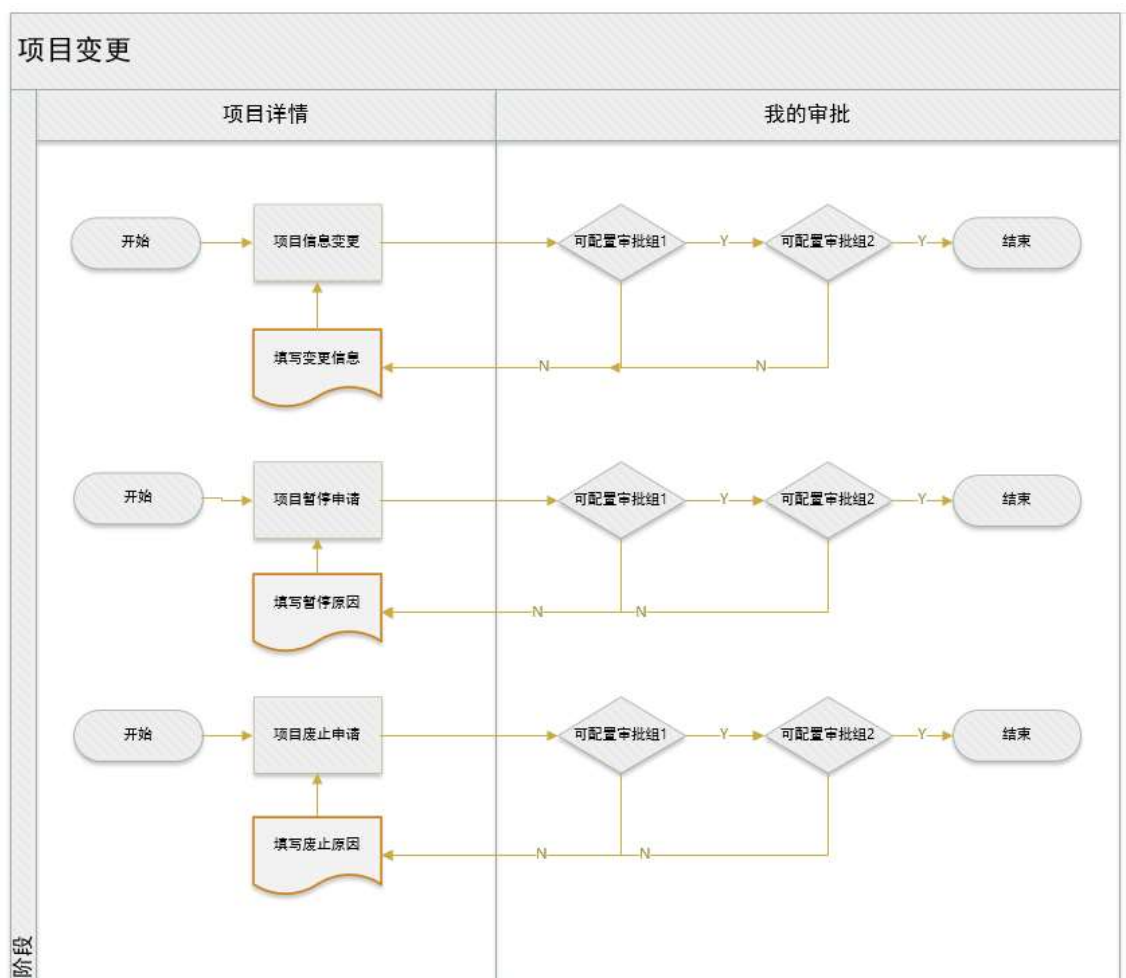 项目变更
项目详情
我的审批
开始
项目信息变更
可配置审批组1
Y
可配置审批组2
Y
结束
填写变更信息
N
N
开始
项目暂停申请
可配置审批组1
Y
可配置审批组2
Y
结束
填写暂停原因
N
N
开始
项目废止申请
可配置审批组1
Y
可配置审批组2
Y
结束
填写废止原因
N
N
阶段